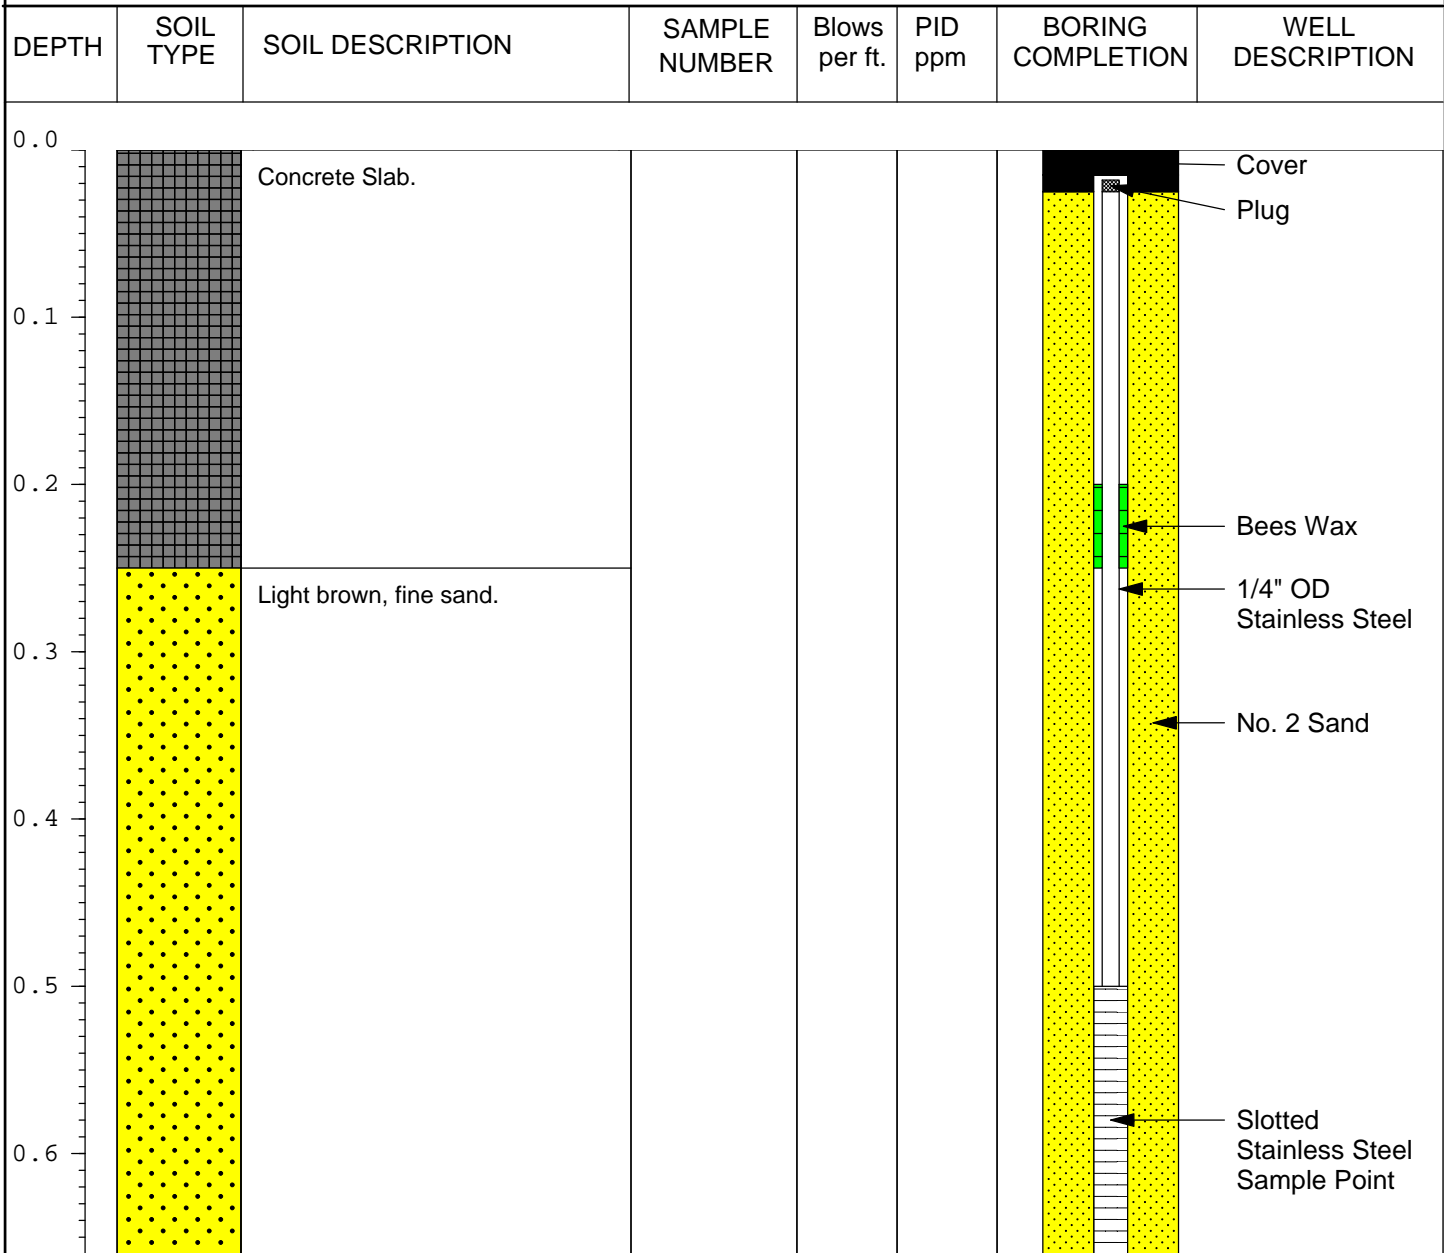 DEPTH
SOIL
TYPE
SOIL DESCRIPTION
SAMPLE
NUMBER
Blows
per ft.
PID
ppm
BORING
COMPLETION
WELL
DESCRIPTION
0.0
Concrete Slab.
Cover
Plug
0.1
0.2
Bees Wax
Light brown, fine sand.
1/4" OD
Stainless Steel
0.3
No. 2 Sand
0.4
0.5
Slotted
Stainless Steel
Sample Point
0.6